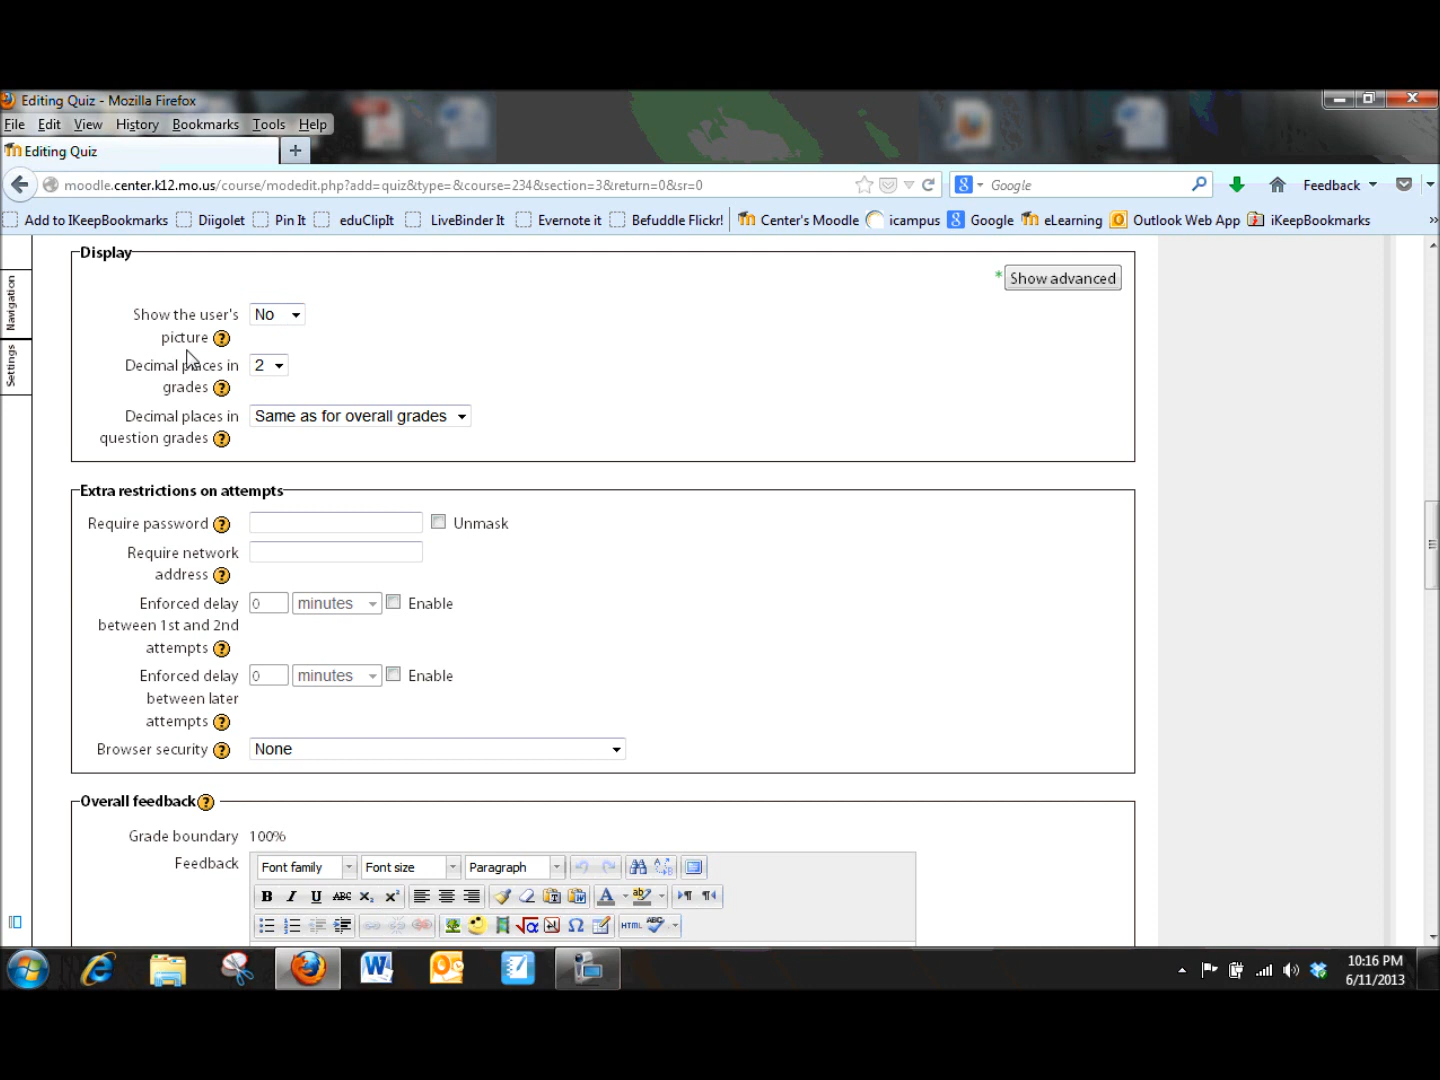 Editing Quiz - Mozilla Firefox
File Edit View History Bookmarks Tools Help
Editing Quiz
moodle.center.k12.mo.us/course/modedit.php?add=quiz&type=&course=234&section=3&return=0&sr=0
Google
Feedback
Add to IKeepBookmarks Diigolet Pin It eduClipIt LiveBinder It Evernote it Befuddle Flickr! Center's Moodle icampus Google eLearning Outlook Web App iKeepBookmarks »
Navigation
Settings
Display
* Show advanced
Show the user's picture ? No
Decimal places in grades ? 2
Decimal places in question grades ? Same as for overall grades
Extra restrictions on attempts
Require password ? Unmask
Require network address ?
Enforced delay between 1st and 2nd attempts ? 0 minutes Enable
Enforced delay between later attempts ? 0 minutes Enable
Browser security ? None
Overall feedback ?
Grade boundary 100%
Feedback
Font family Font size Paragraph
B I U ABC X₂ X²
HTML ABC
10:16 PM
6/11/2013